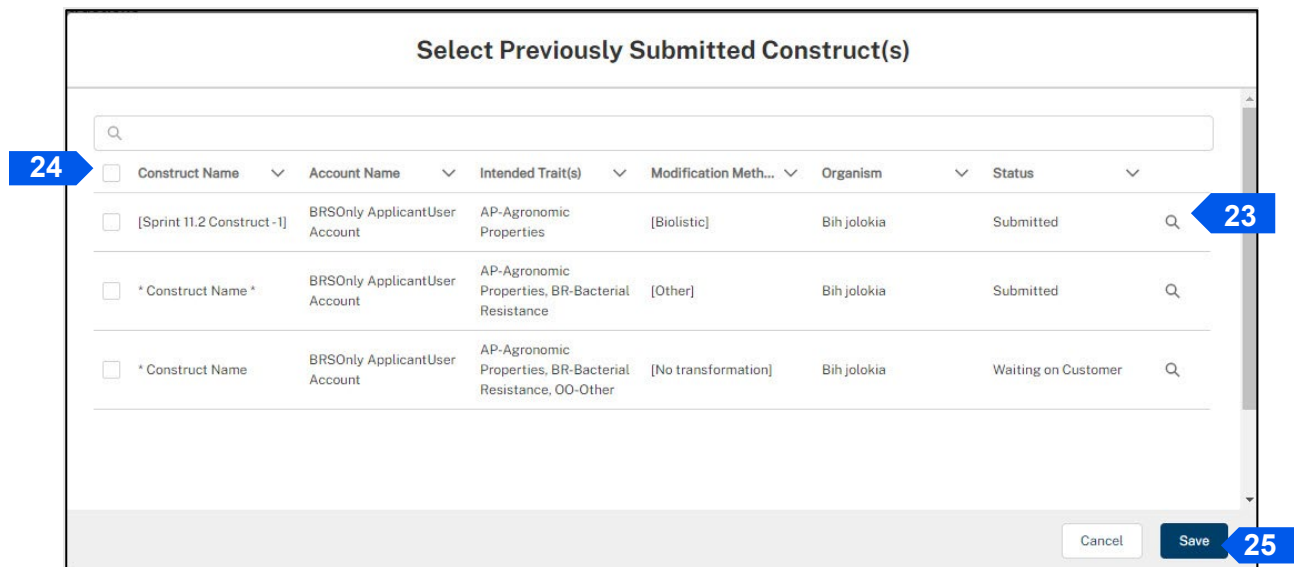 Select Previously Submitted Construct(s)
24
Construct Name Account Name Intended Trait(s) Modification Meth... Organism Status
[Sprint 11.2 Construct-1] BRSOnly ApplicantUser Account AP-Agronomic Properties [Biolistic] Bih jolokia Submitted
23
* Construct Name * BRSOnly ApplicantUser Account AP-Agronomic Properties, BR-Bacterial Resistance [Other] Bih jolokia Submitted
* Construct Name BRSOnly ApplicantUser Account AP-Agronomic Properties, BR-Bacterial Resistance, OO-Other [No transformation] Bih jolokia Waiting on Customer
Cancel Save
25